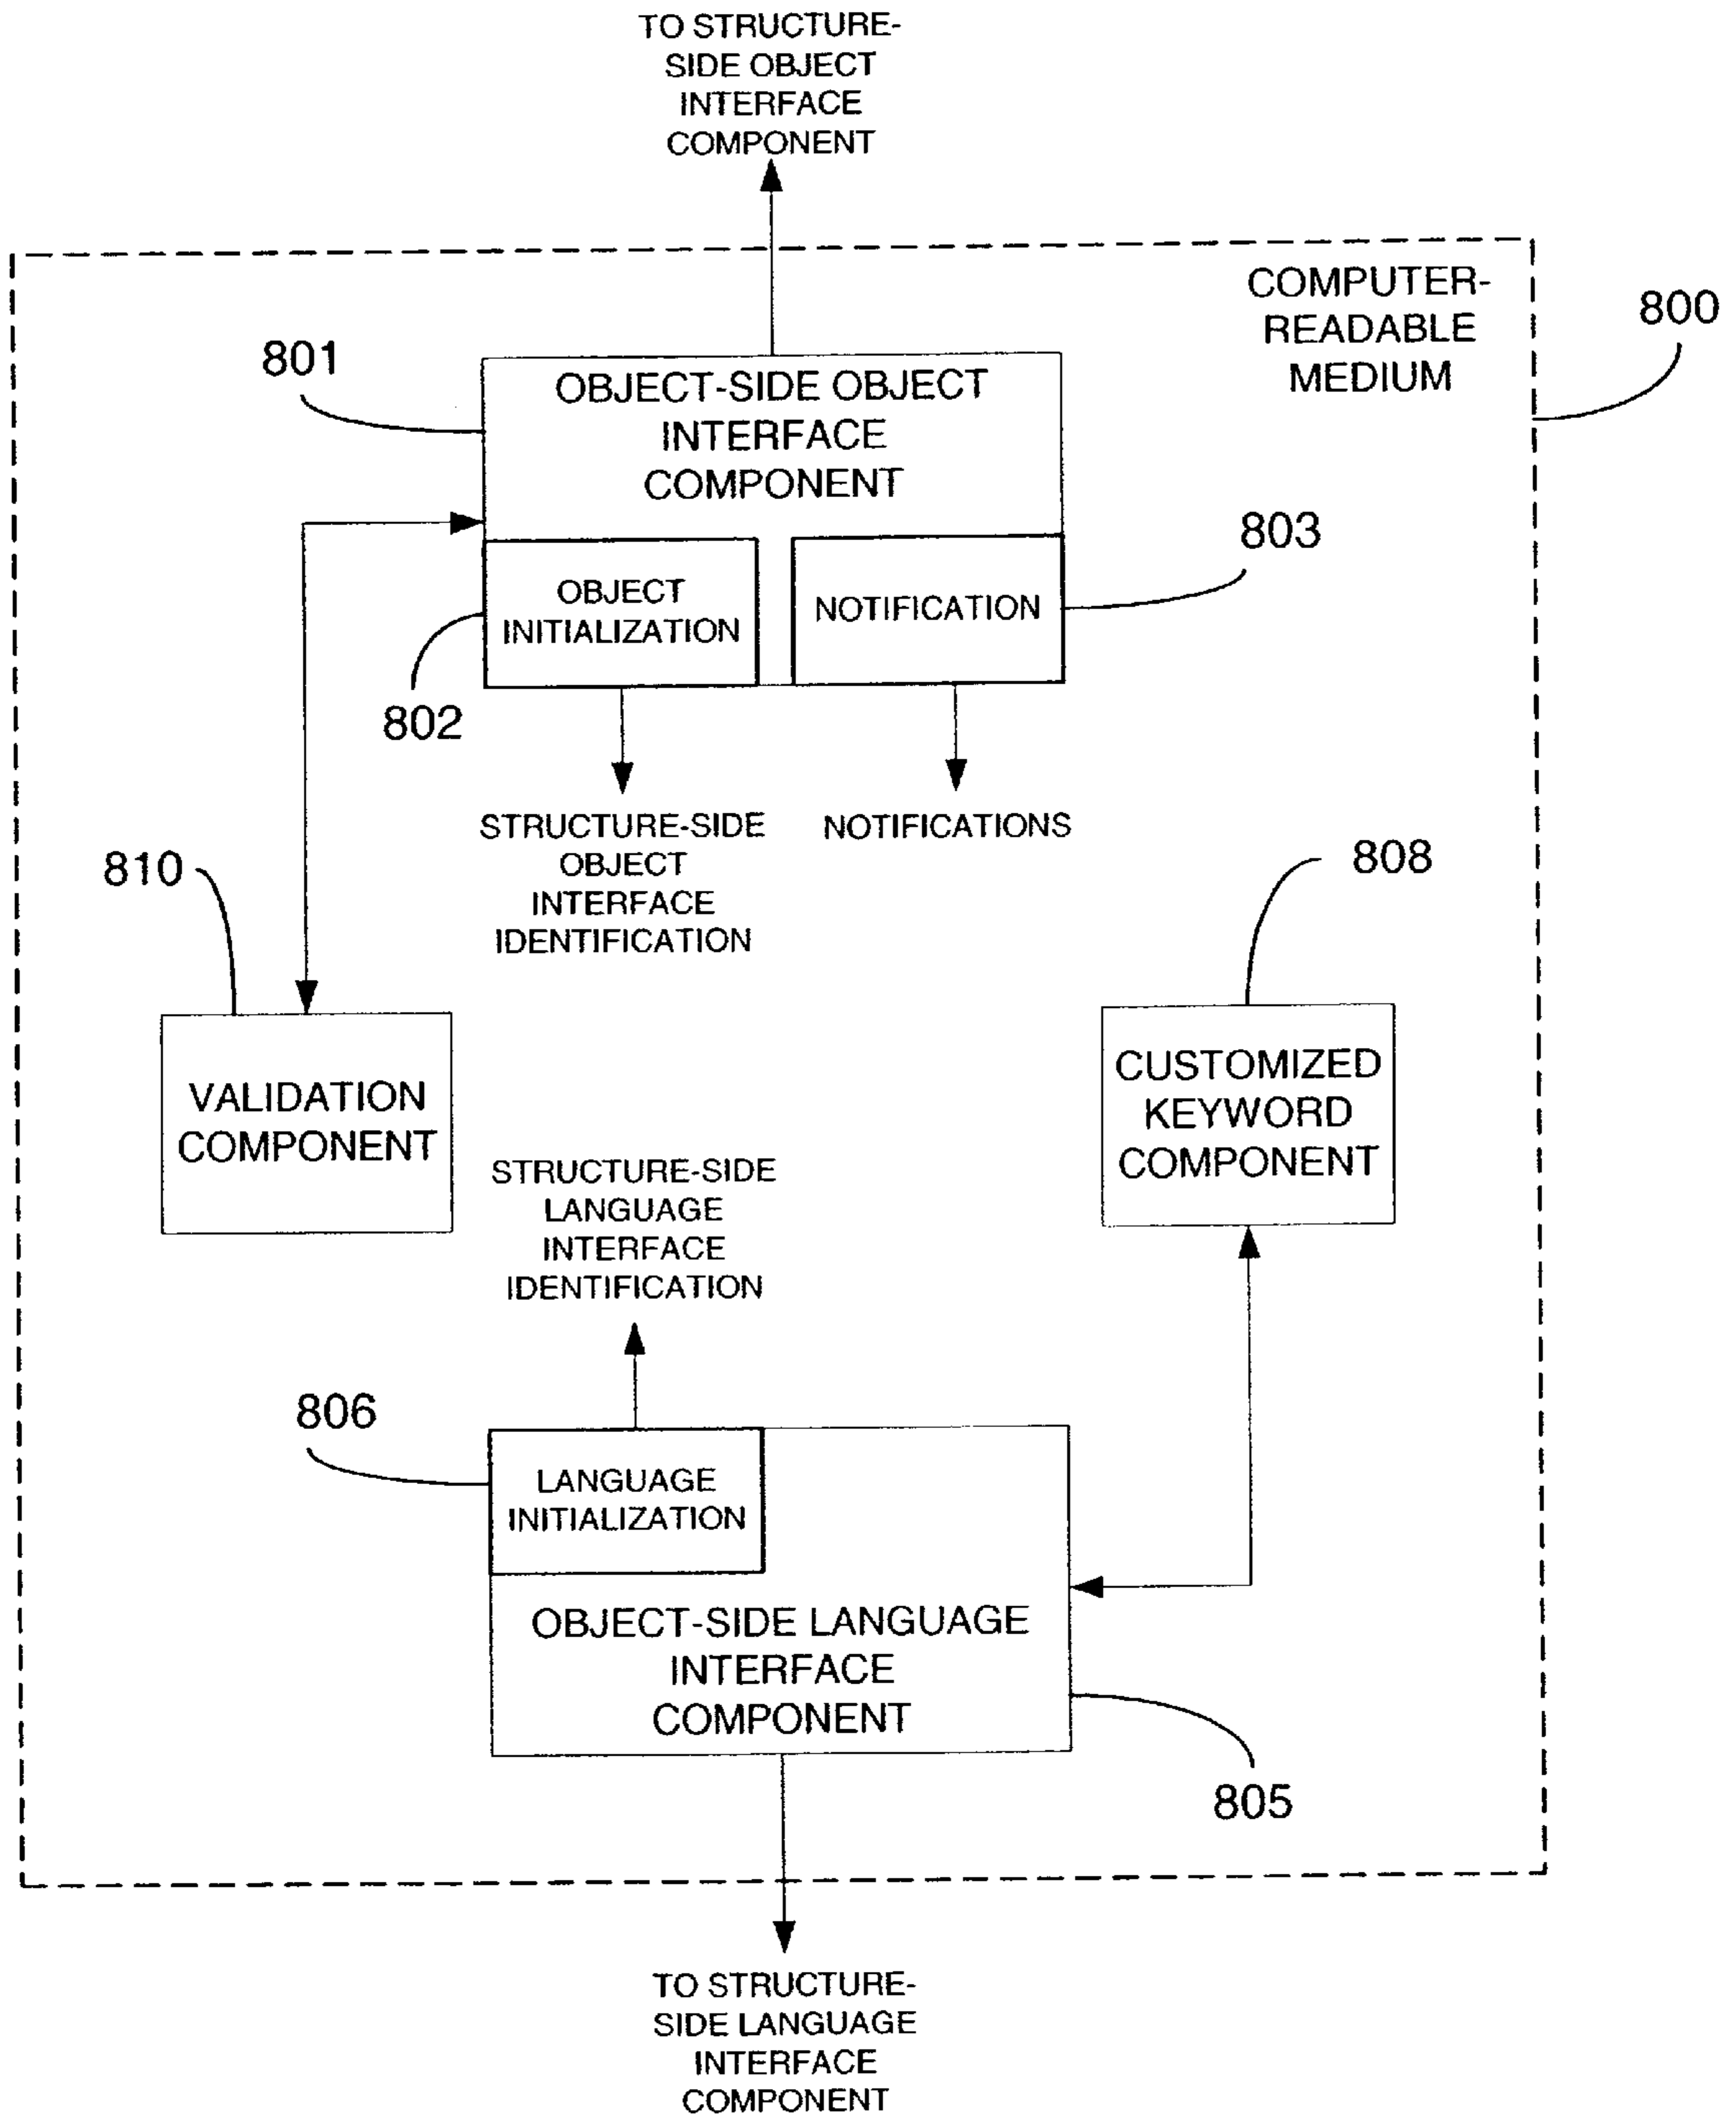 TO STRUCTURE-
SIDE OBJECT
INTERFACE
COMPONENT
COMPUTER-
READABLE
MEDIUM
800
801
OBJECT-SIDE OBJECT
INTERFACE
COMPONENT
803
OBJECT
INITIALIZATION
NOTIFICATION
802
STRUCTURE-SIDE
OBJECT
INTERFACE
IDENTIFICATION
NOTIFICATIONS
810
808
VALIDATION
COMPONENT
CUSTOMIZED
KEYWORD
COMPONENT
STRUCTURE-SIDE
LANGUAGE
INTERFACE
IDENTIFICATION
806
LANGUAGE
INITIALIZATION
OBJECT-SIDE LANGUAGE
INTERFACE
COMPONENT
805
TO STRUCTURE-
SIDE LANGUAGE
INTERFACE
COMPONENT